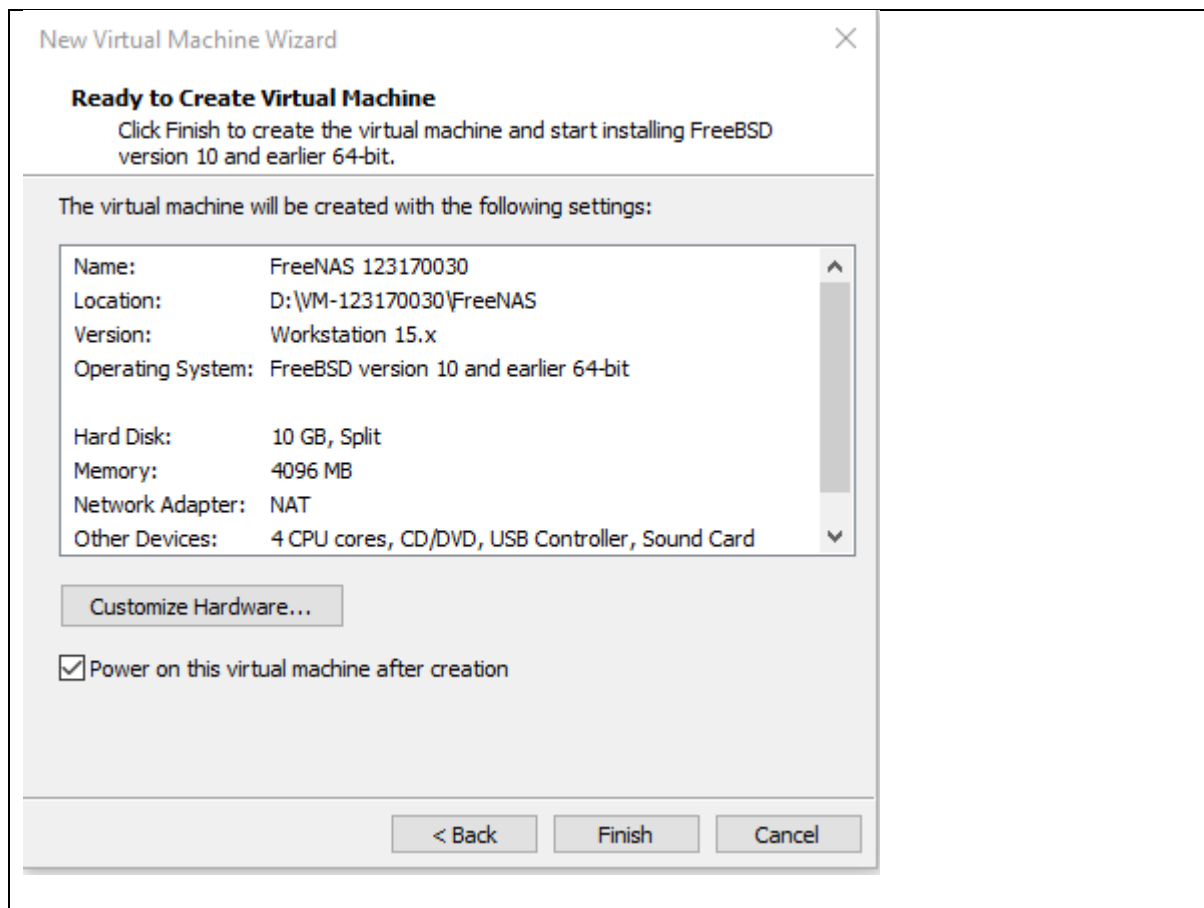 New Virtual Machine Wizard
Ready to Create Virtual Machine
Click Finish to create the virtual machine and start installing FreeBSD
version 10 and earlier 64-bit.
The virtual machine will be created with the following settings:
Name: FreeNAS 123170030
Location: D:\VM-123170030\FreeNAS
Version: Workstation 15.x
Operating System: FreeBSD version 10 and earlier 64-bit
Hard Disk: 10 GB, Split
Memory: 4096 MB
Network Adapter: NAT
Other Devices: 4 CPU cores, CD/DVD, USB Controller, Sound Card
Customize Hardware...
Power on this virtual machine after creation
< Back Finish Cancel